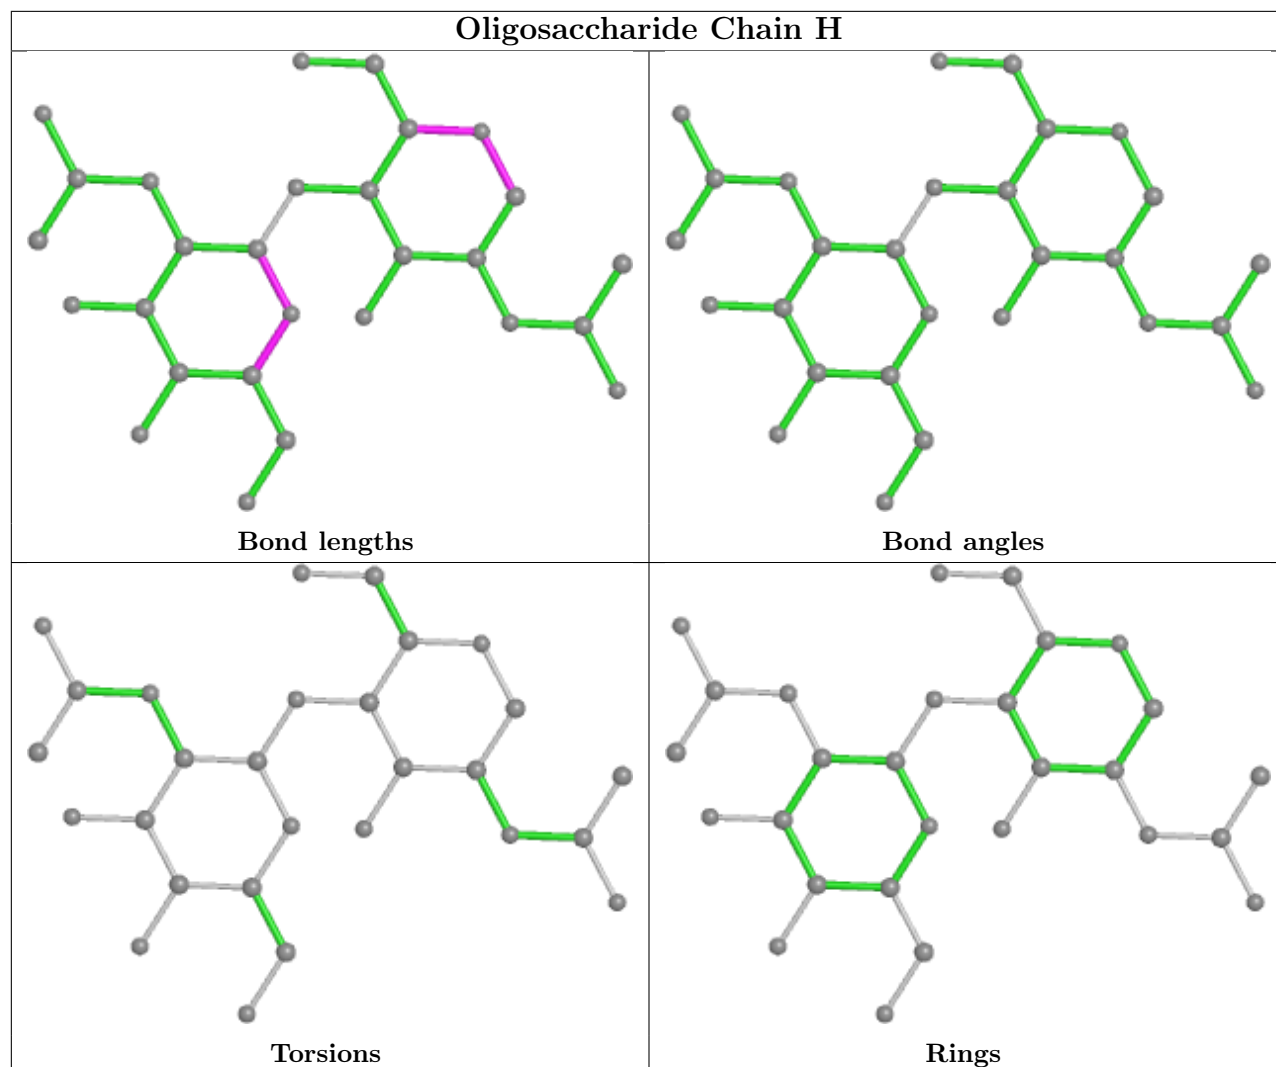 Oligosaccharide Chain H
Bond lengths
Bond angles
Torsions
Rings